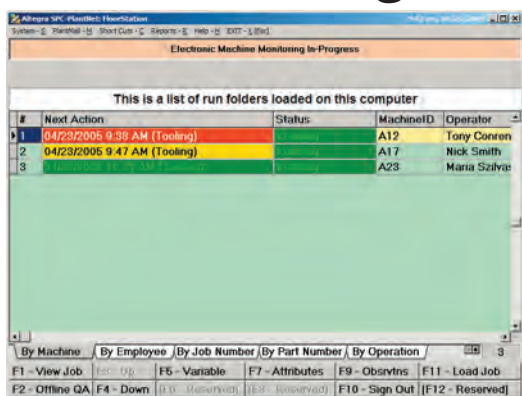 Allegra SPC-PlantNet: FloorStation
System-S PlantMail-M Short Cuts-C Reports-R Help-H EXIT-X [Esc]
Electronic Machine Monitoring In-Progress
This is a list of run folders loaded on this computer
# Next Action Status MachineID Operator
1 04/23/2005 9:38 AM (Tooling) A12 Tony Conren
2 04/23/2005 9:47 AM (Tooling) A17 Nick Smith
3 A23 Maria Szilvas
By Machine By Employee By Job Number By Part Number By Operation 3
F1 - View Job F5 - Variable F7 - Attributes F9 - Obsrvtns F11 - Load Job
F2 - Offline QA F4 - Down F10 - Sign Out [F12 - Reserved]